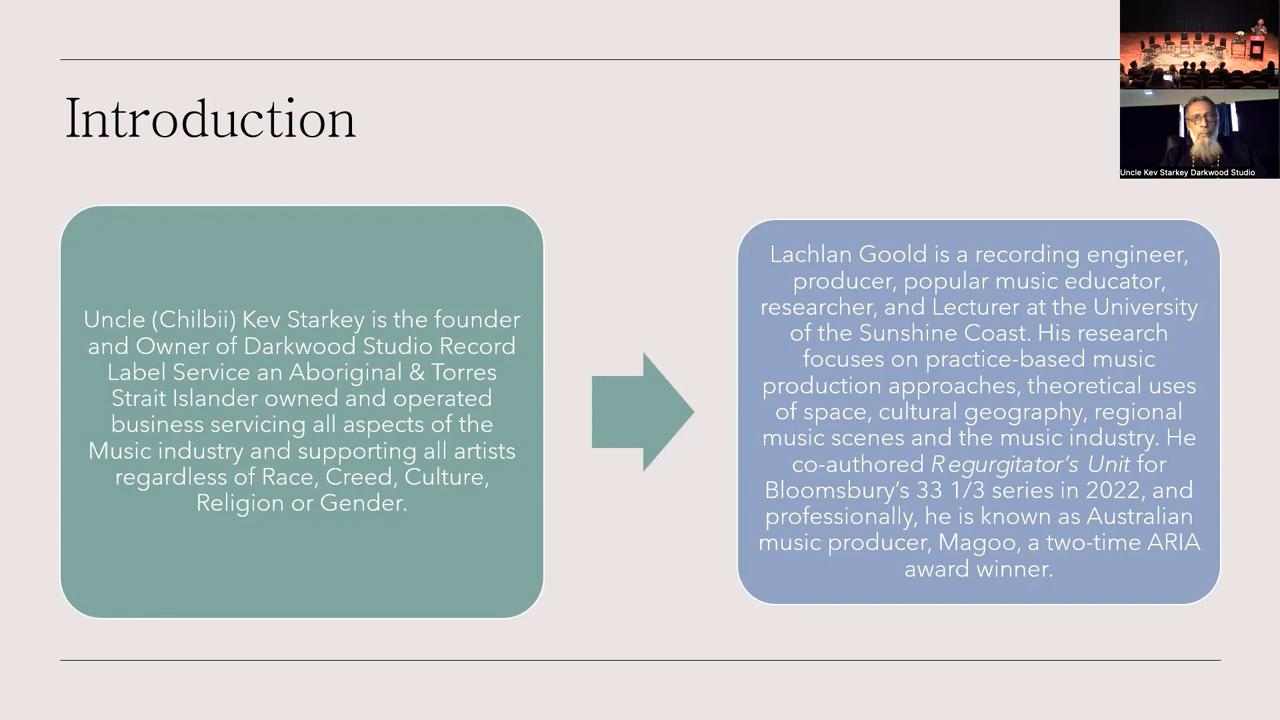 Introduction
Uncle (Chilbii) Kev Starkey is the founder
and Owner of Darkwood Studio Record
Label Service an Aboriginal & Torres
Strait Islander owned and operated
business servicing all aspects of the
Music industry and supporting all artists
regardless of Race, Creed, Culture,
Religion or Gender.
Lachlan Goold is a recording engineer,
producer, popular music educator,
researcher, and Lecturer at the University
of the Sunshine Coast. His research
focuses on practice-based music
production approaches, theoretical uses
of space, cultural geography, regional
music scenes and the music industry. He
co-authored Regurgitator’s Unit for
Bloomsbury’s 33 1/3 series in 2022, and
professionally, he is known as Australian
music producer, Magoo, a two-time ARIA
award winner.
Uncle Kev Starkey Darkwood Studio